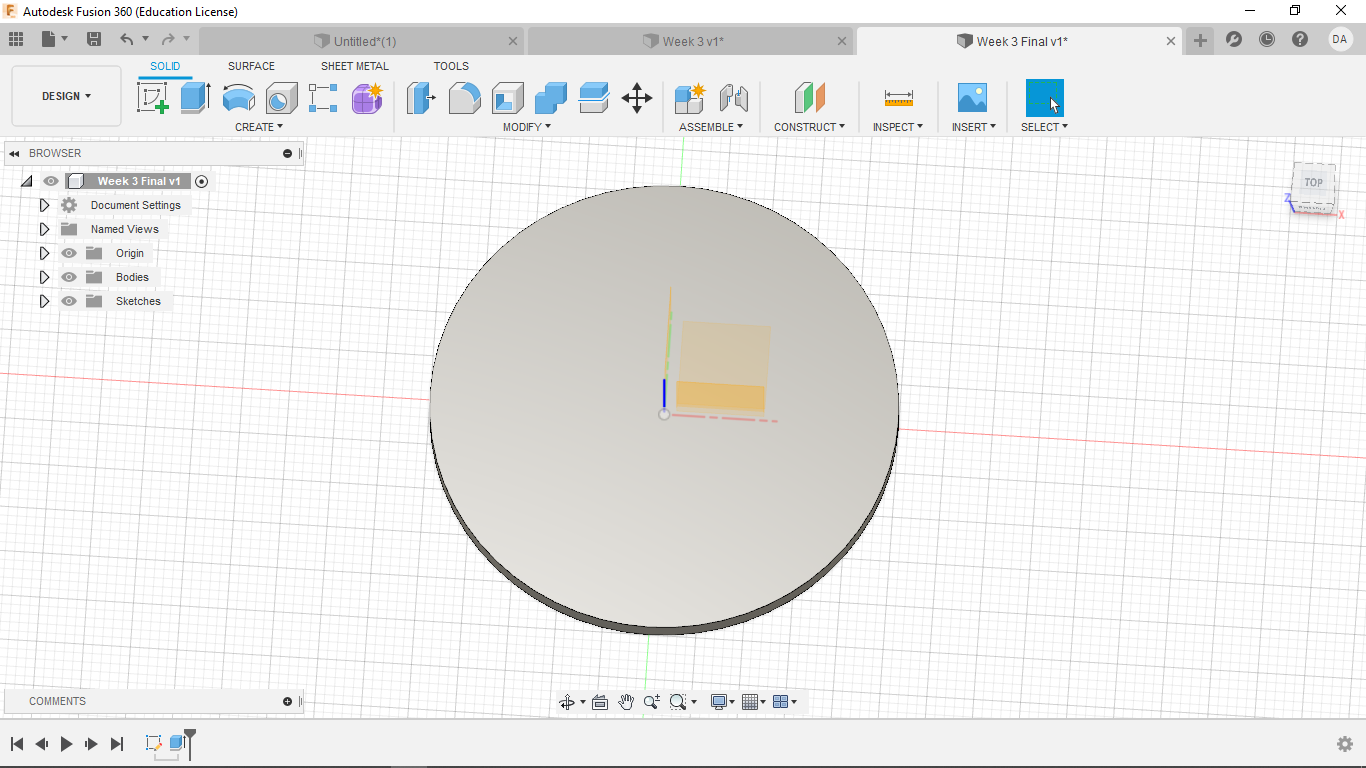 Autodesk Fusion 360 (Education License)
Untitled*(1)
Week 3 v1*
Week 3 Final v1*
DA
DESIGN
SOLID
SURFACE
SHEET METAL
TOOLS
CREATE
MODIFY
ASSEMBLE
CONSTRUCT
INSPECT
INSERT
SELECT
BROWSER
Week 3 Final v1
Document Settings
Named Views
Origin
Bodies
Sketches
TOP
Z
X
COMMENTS